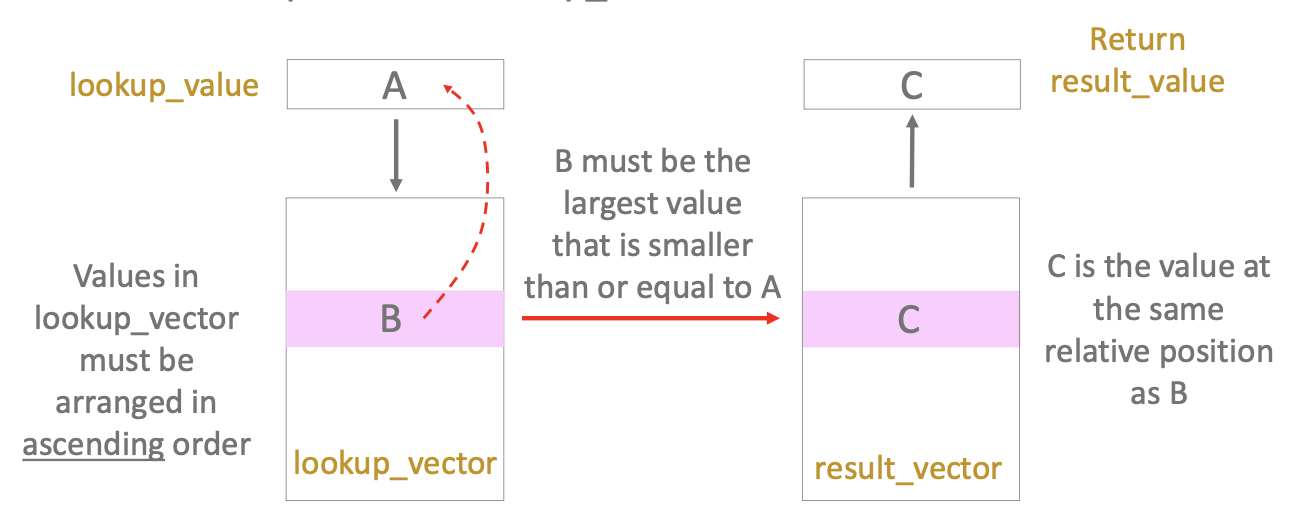 lookup_value
A
Return
result_value
C
B must be the
largest value
that is smaller
than or equal to A
Values in
lookup_vector
must be
arranged in
ascending order
B
lookup_vector
C
result_vector
C is the value at
the same
relative position
as B